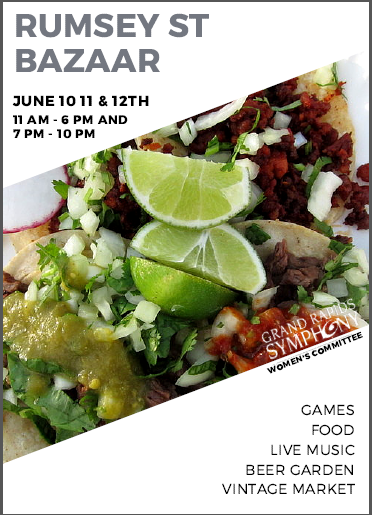 RUMSEY ST
BAZAAR
JUNE 10 11 & 12TH
11 AM - 6 PM AND
7 PM - 10 PM
GRAND RAPIDS
SYMPHONY
WOMEN'S COMMITTEE
GAMES
FOOD
LIVE MUSIC
BEER GARDEN
VINTAGE MARKET